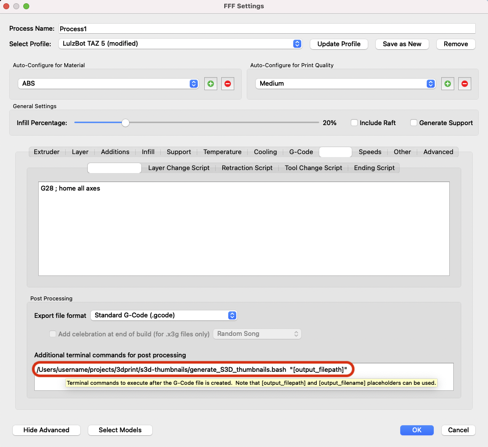 FFF Settings
Process Name: Process1
Select Profile: LulzBot TAZ 5 (modified) Update Profile Save as New Remove
Auto-Configure for Material Auto-Configure for Print Quality
ABS Medium
General Settings
Infill Percentage: 20% Include Raft Generate Support
Extruder Layer Additions Infill Support Temperature Cooling G-Code Speeds Other Advanced
Layer Change Script Retraction Script Tool Change Script Ending Script
G28 ; home all axes
Post Processing
Export file format Standard G-Code (.gcode)
Add celebration at end of build (for .x3g files only) Random Song
Additional terminal commands for post processing
/Users/username/projects/3dprint/s3d-thumbnails/generate_S3D_thumbnails.bash "[output_filepath]"
Terminal commands to execute after the G-Code file is created. Note that [output_filepath] and [output_filename] placeholders can be used.
Hide Advanced Select Models OK Cancel